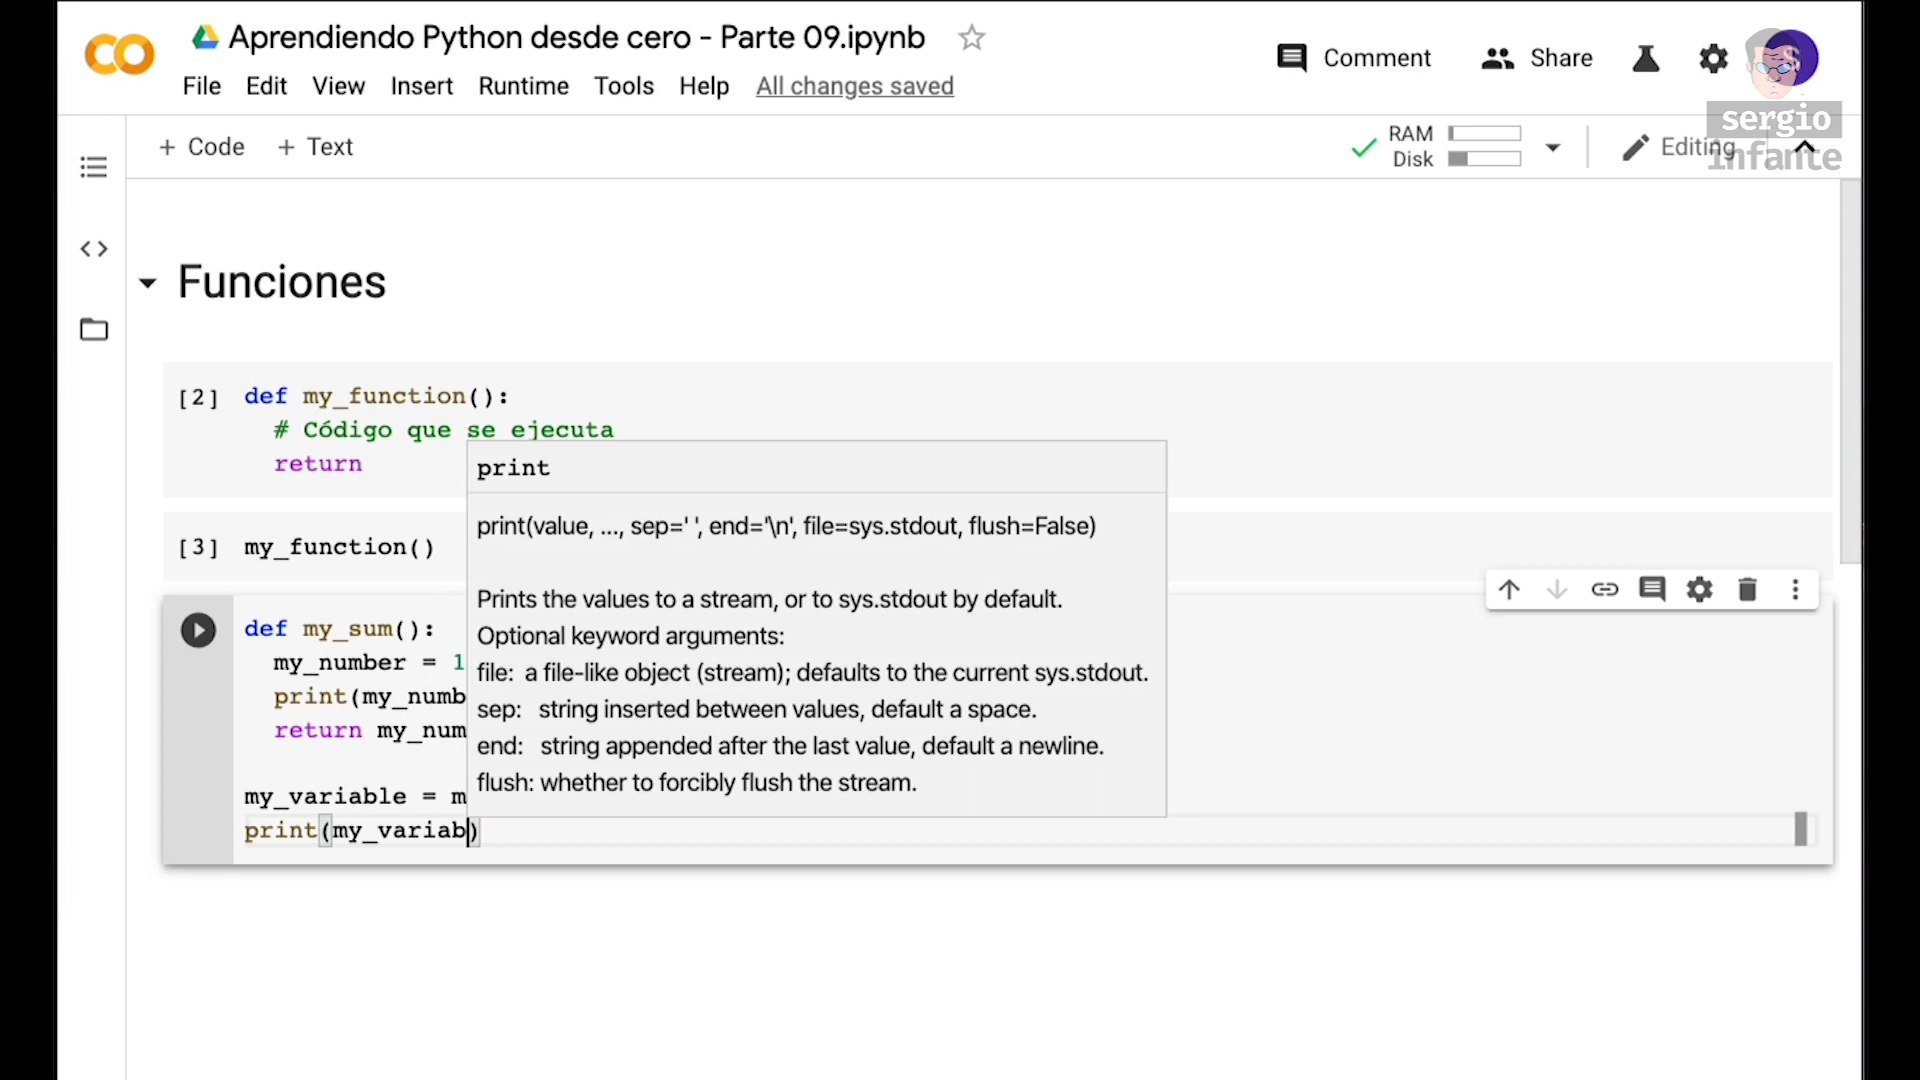 Aprendiendo Python desde cero - Parte 09.ipynb
File Edit View Insert Runtime Tools Help All changes saved
Comment
Share
sergio
infante
+ Code + Text
RAM
Disk
Editing
Funciones
[2] def my_function():
# Código que se ejecuta
return
[3] my_function()
print
print(value, ..., sep=' ', end='\n', file=sys.stdout, flush=False)
Prints the values to a stream, or to sys.stdout by default.
Optional keyword arguments:
file: a file-like object (stream); defaults to the current sys.stdout.
sep: string inserted between values, default a space.
end: string appended after the last value, default a newline.
flush: whether to forcibly flush the stream.
def my_sum():
my_number = 1
print(my_numb
return my_num
my_variable = m
print(my_variab)